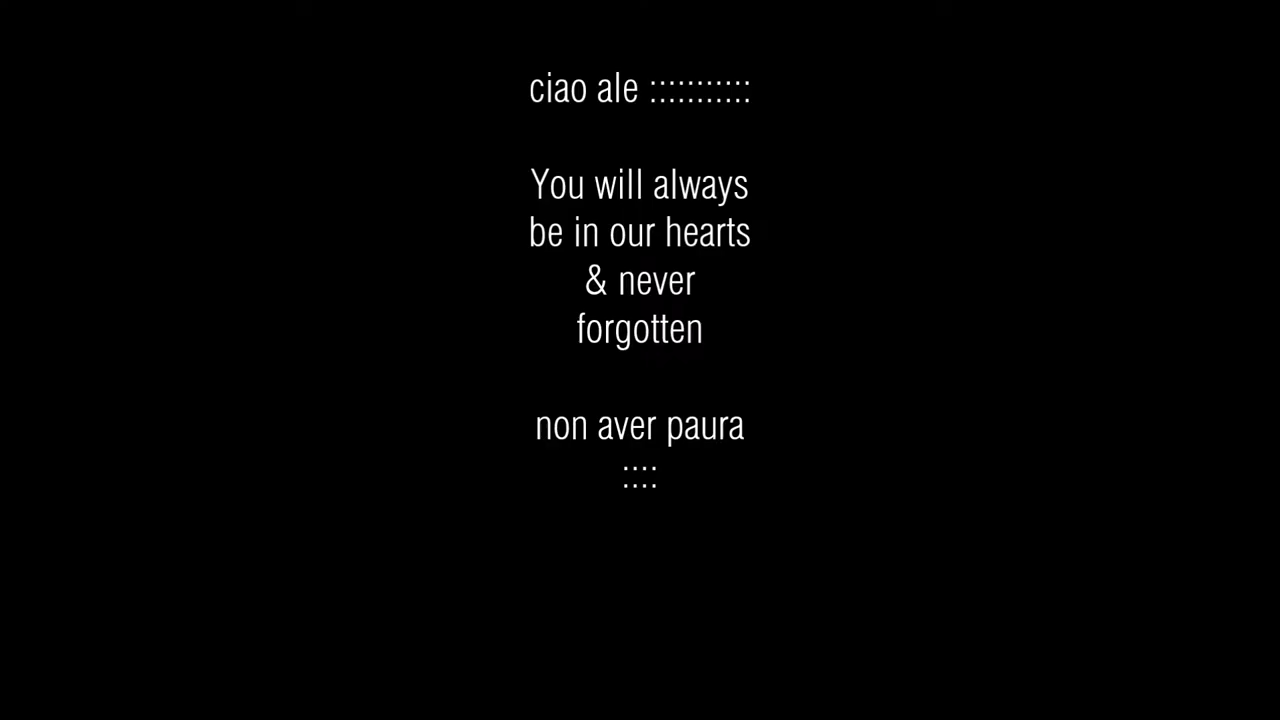 ciao ale :::::::::::
You will always
be in our hearts
& never
forgotten
non aver paura
::::